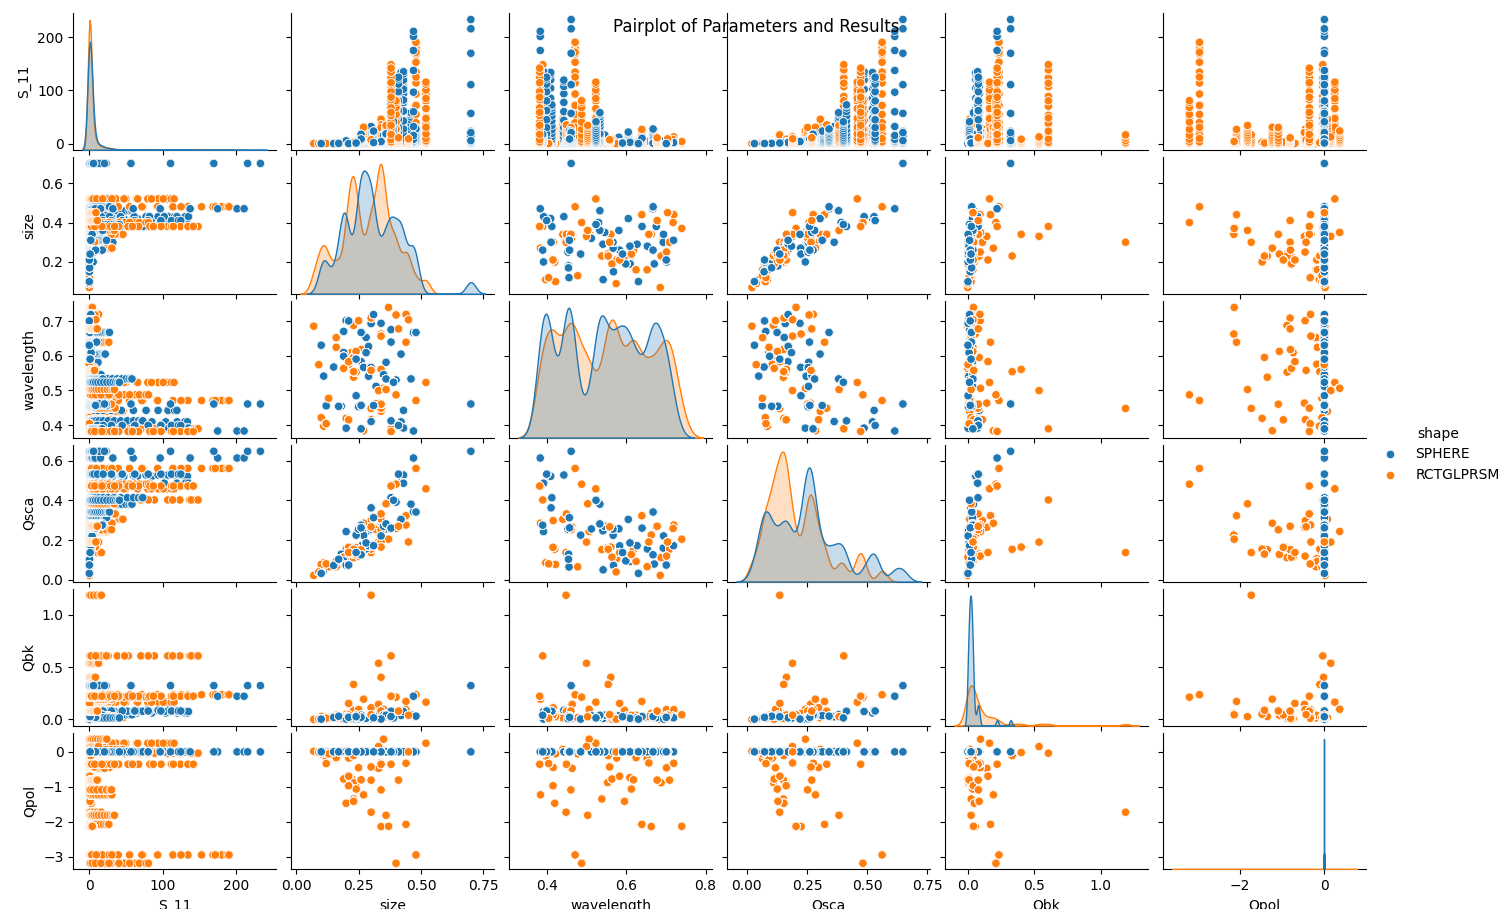 Pairplot of Parameters and Results
S_11
200
100
0
size
0.6
0.4
0.2
wavelength
0.7
0.6
0.5
0.4
shape
SPHERE
RCTGLPRSM
Qsca
0.6
0.4
0.2
0.0
Qbk
1.0
0.5
0.0
Qpol
0
−1
−2
−3
0 100 200 0.00 0.25 0.50 0.75 0.4 0.6 0.8 0.00 0.25 0.50 0.75 0.0 0.5 1.0 −2 0
S_11 size wavelength Qsca Qbk Qpol